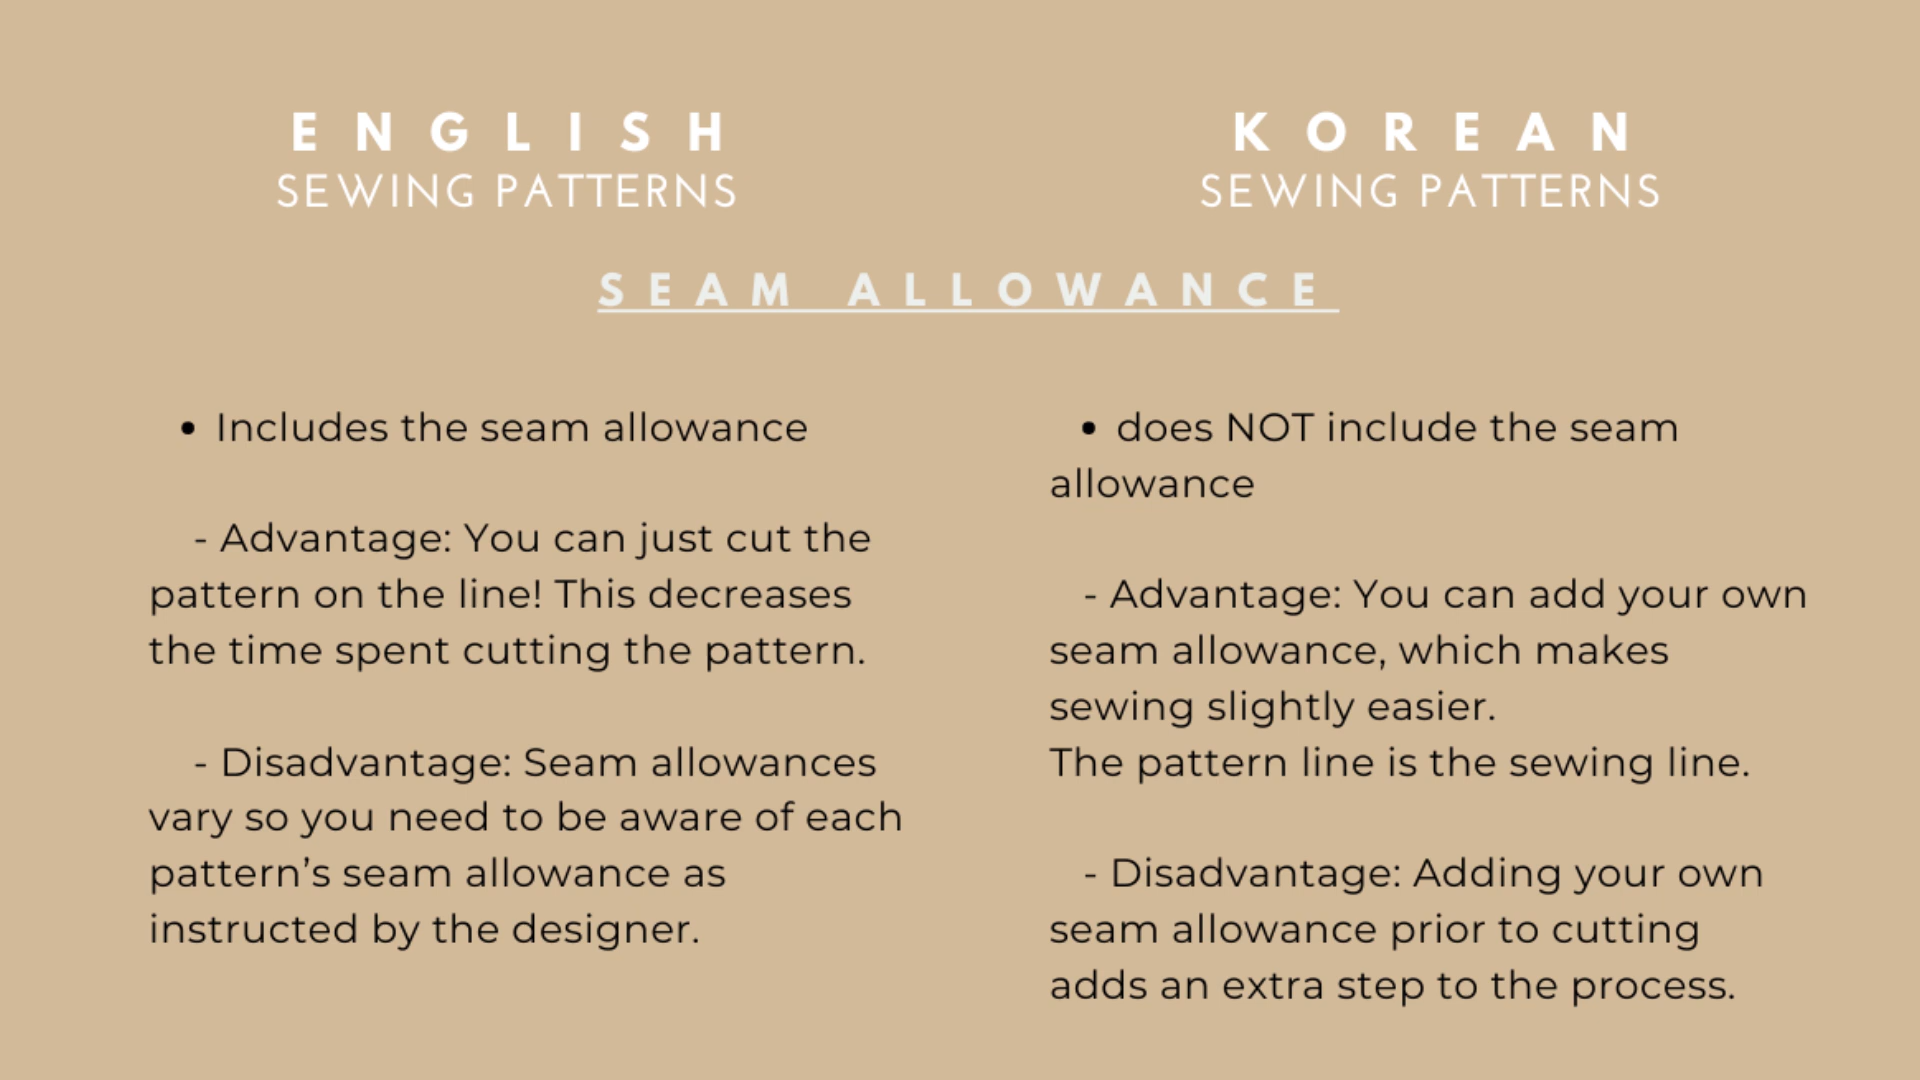 ENGLISH
SEWING PATTERNS
KOREAN
SEWING PATTERNS
SEAM ALLOWANCE
• Includes the seam allowance
- Advantage: You can just cut the
pattern on the line! This decreases
the time spent cutting the pattern.
- Disadvantage: Seam allowances
vary so you need to be aware of each
pattern’s seam allowance as
instructed by the designer.
• does NOT include the seam
allowance
- Advantage: You can add your own
seam allowance, which makes
sewing slightly easier.
The pattern line is the sewing line.
- Disadvantage: Adding your own
seam allowance prior to cutting
adds an extra step to the process.